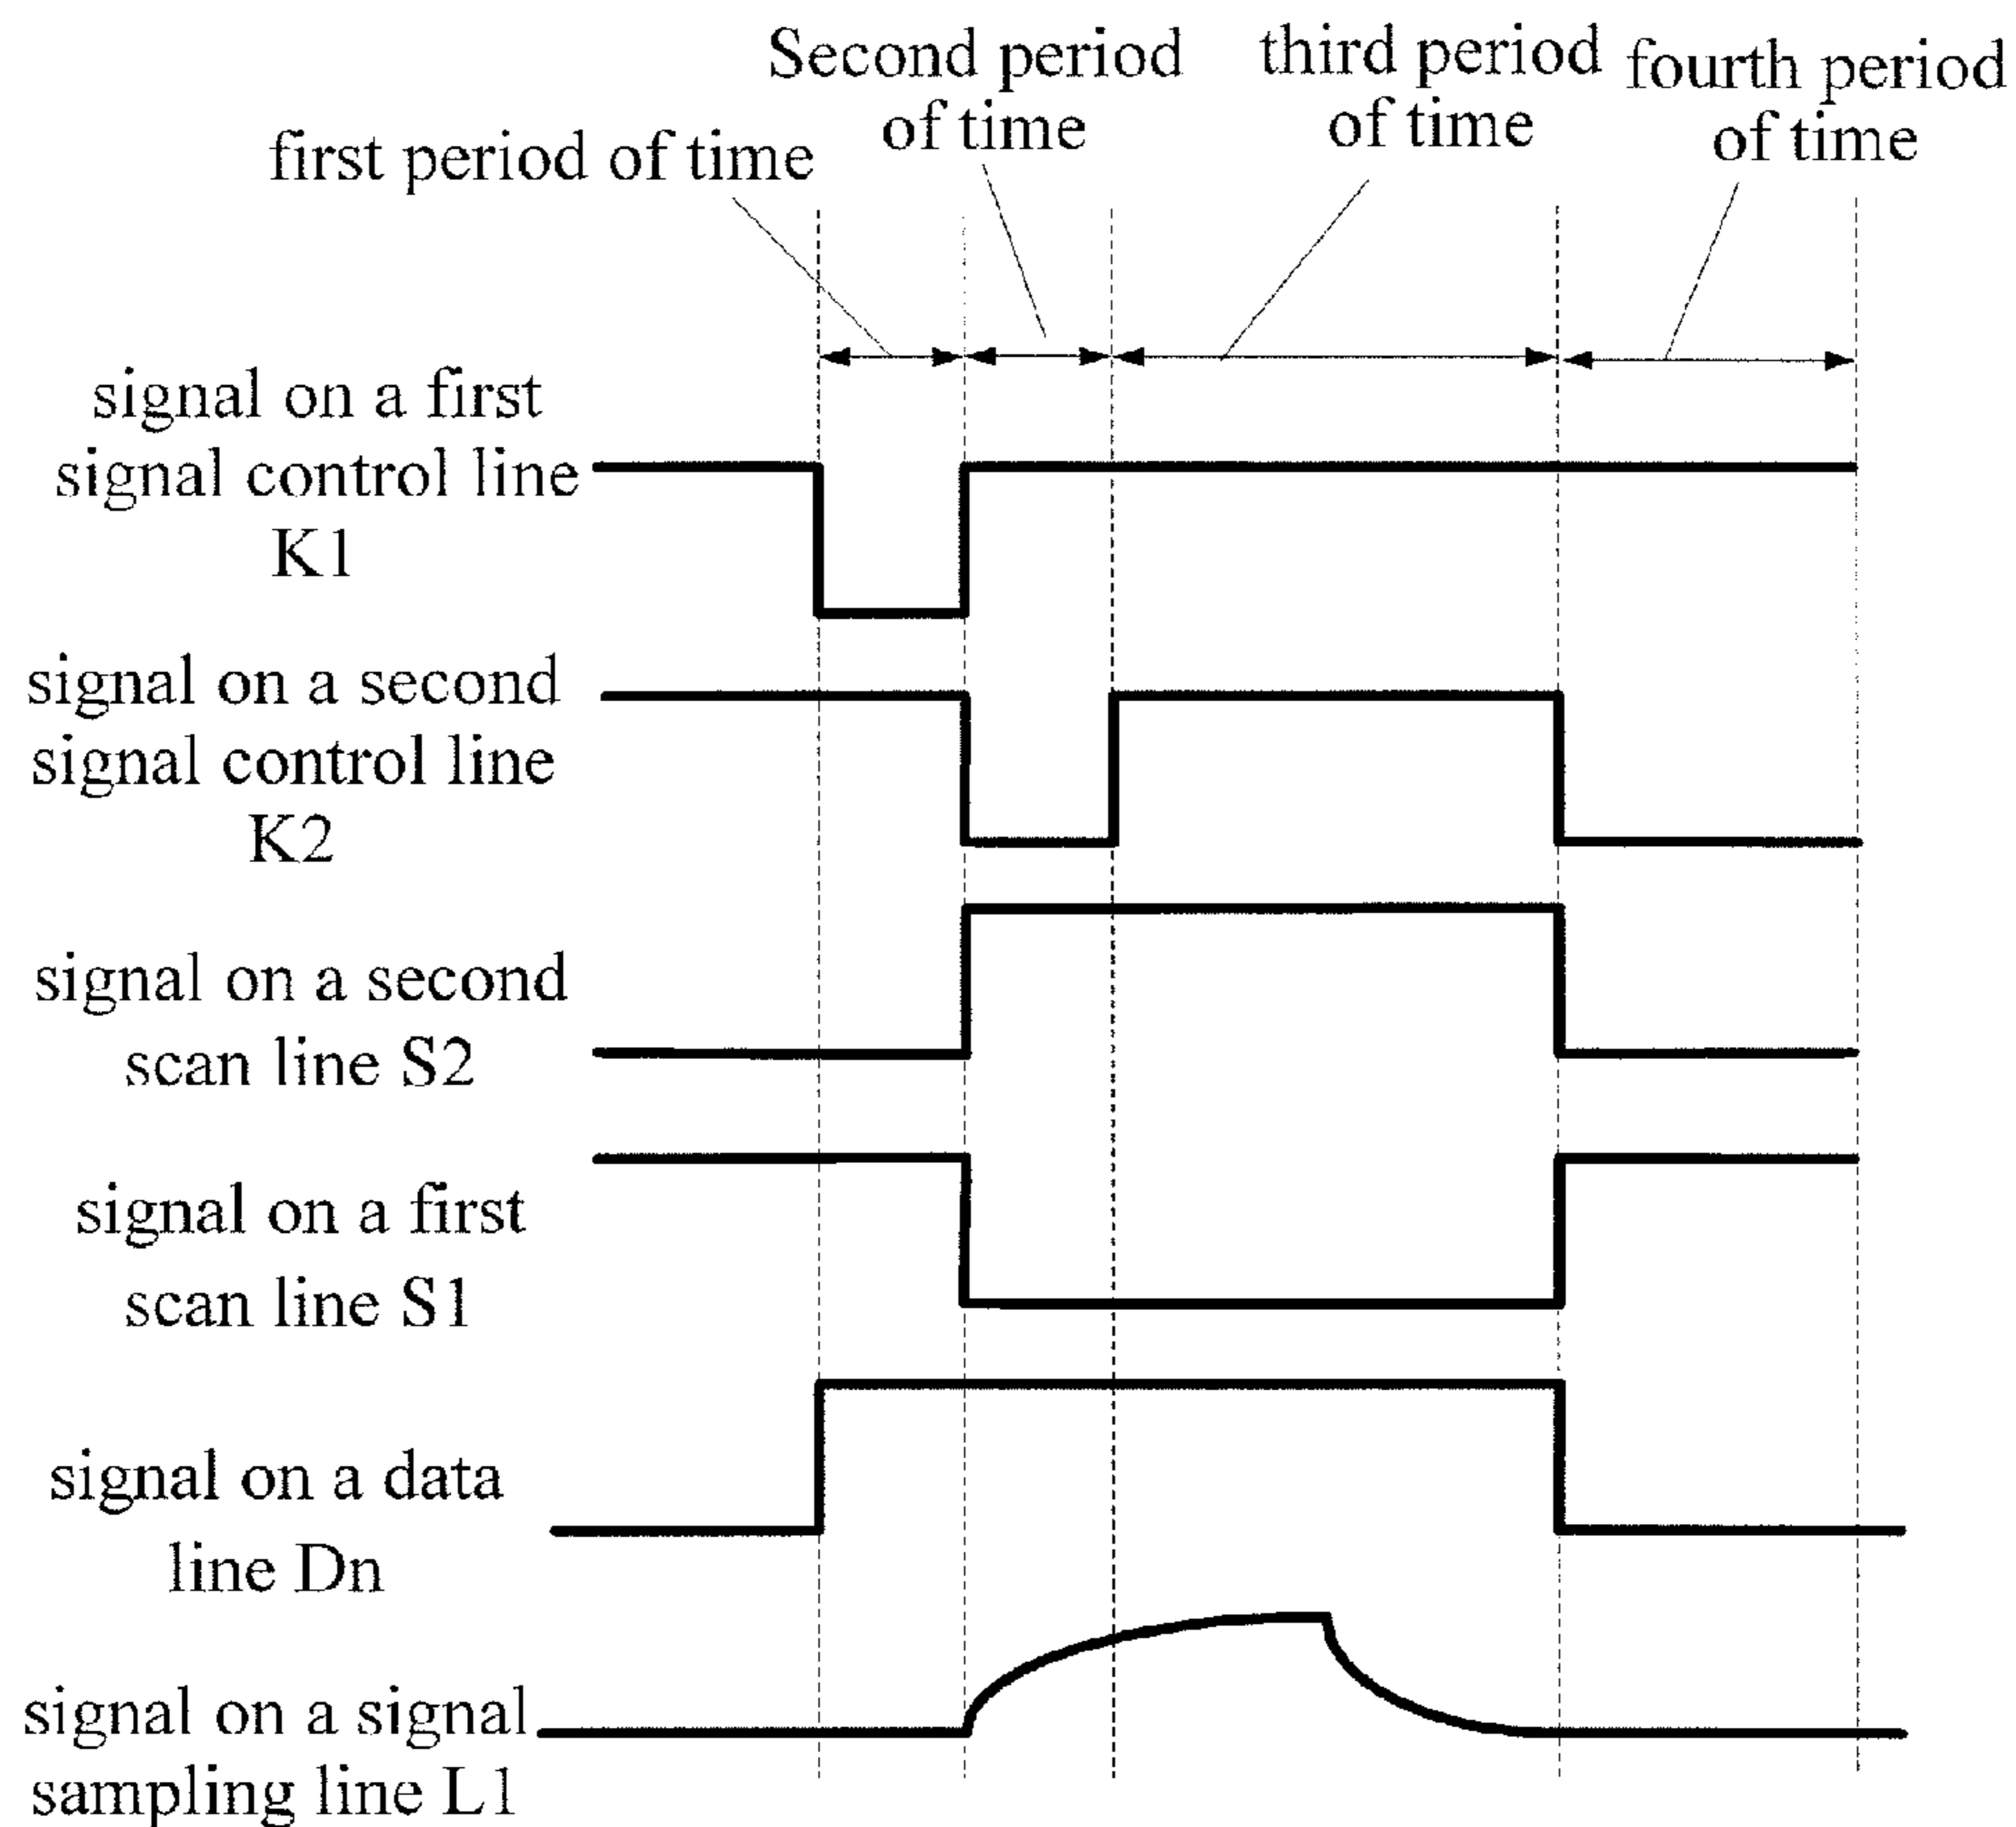 Second period
of time
third period
of time
fourth period
of time
first period of time
signal on a first
signal control line
K1
signal on a second
signal control line
K2
signal on a second
scan line S2
signal on a first
scan line S1
signal on a data
line Dn
signal on a signal
sampling line L1